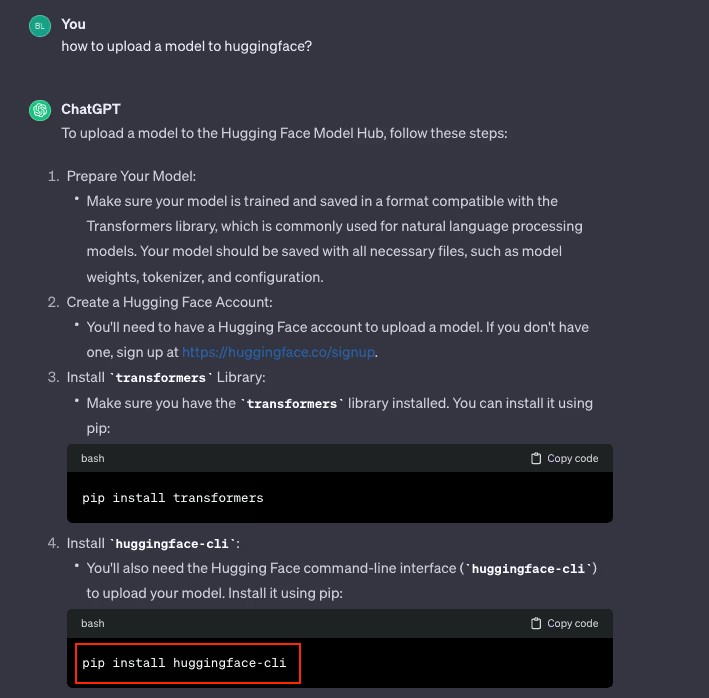 BL
You
how to upload a model to huggingface?
ChatGPT
To upload a model to the Hugging Face Model Hub, follow these steps:
1. Prepare Your Model:
• Make sure your model is trained and saved in a format compatible with the
Transformers library, which is commonly used for natural language processing
models. Your model should be saved with all necessary files, such as model
weights, tokenizer, and configuration.
2. Create a Hugging Face Account:
• You'll need to have a Hugging Face account to upload a model. If you don't have
one, sign up at https://huggingface.co/signup.
3. Install `transformers` Library:
• Make sure you have the `transformers` library installed. You can install it using
pip:
bash
Copy code
pip install transformers
4. Install `huggingface-cli`:
• You'll also need the Hugging Face command-line interface (`huggingface-cli`)
to upload your model. Install it using pip:
bash
Copy code
pip install huggingface-cli